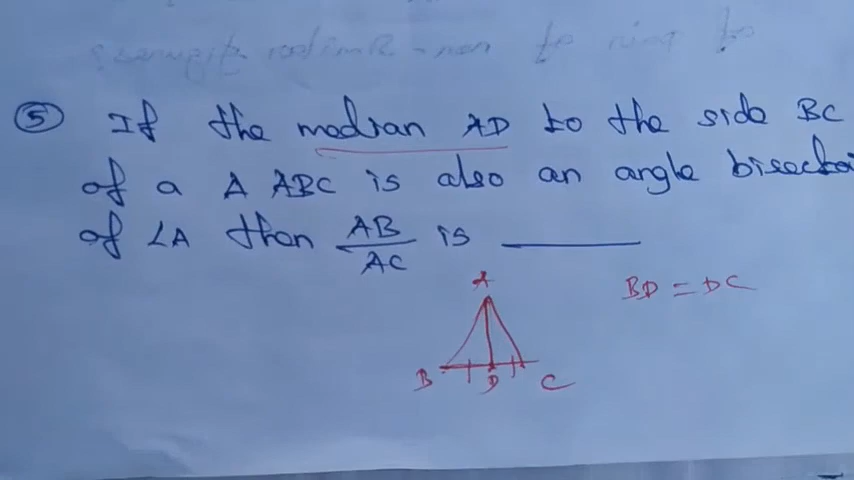 ⑤ If the median AD to the side BC
of a Δ ABC is also an angle bisector
of ∠A then AB/AC is ______
A
BD = DC
B D C